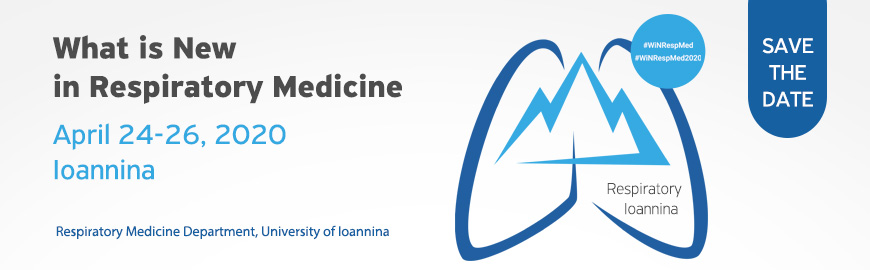 What is New
in Respiratory Medicine
April 24-26, 2020
Ioannina
Respiratory Medicine Department, University of Ioannina
#WiNRespMed
#WiNRespMed2020
Respiratory
Ioannina
SAVE
THE
DATE